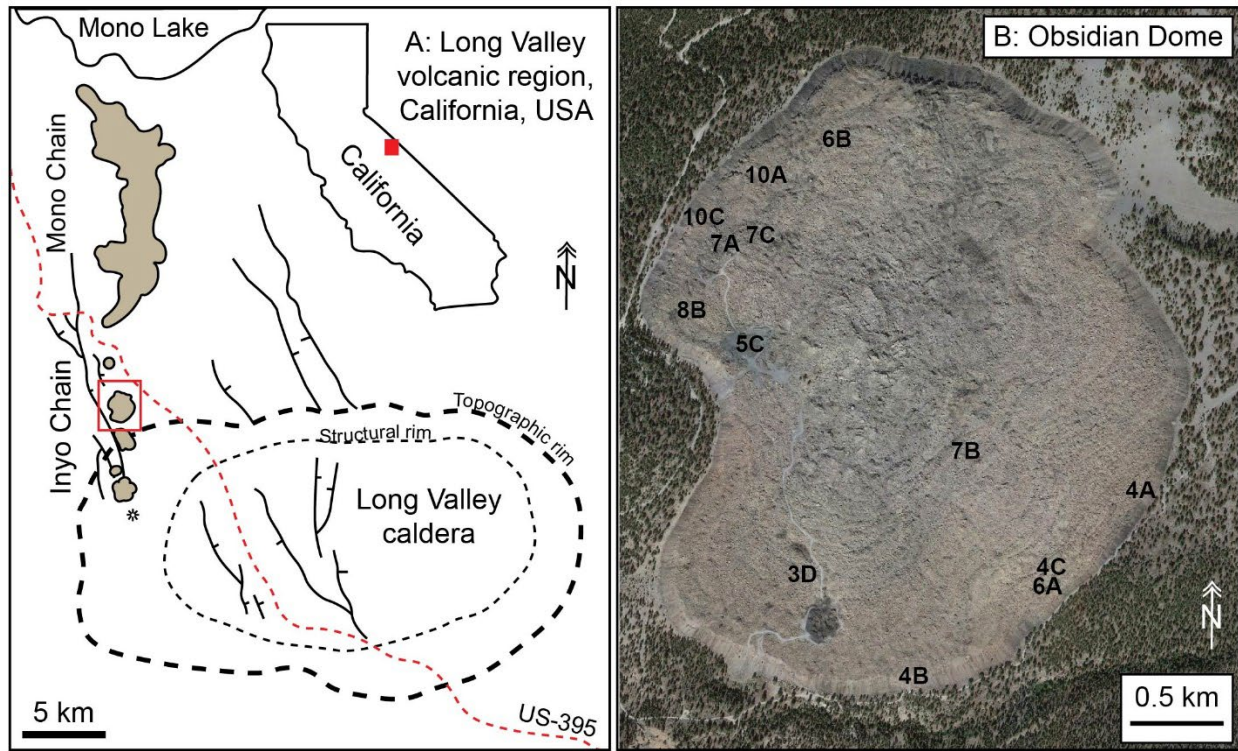 Mono Lake
A: Long Valley
volcanic region,
California, USA
California
N
Mono Chain
Inyo Chain
Topographic rim
Structural rim
Long Valley
caldera
5 km
US-395
B: Obsidian Dome
6B
10A
10C
7A
7C
8B
5C
7B
4A
4C
6A
3D
4B
N
0.5 km